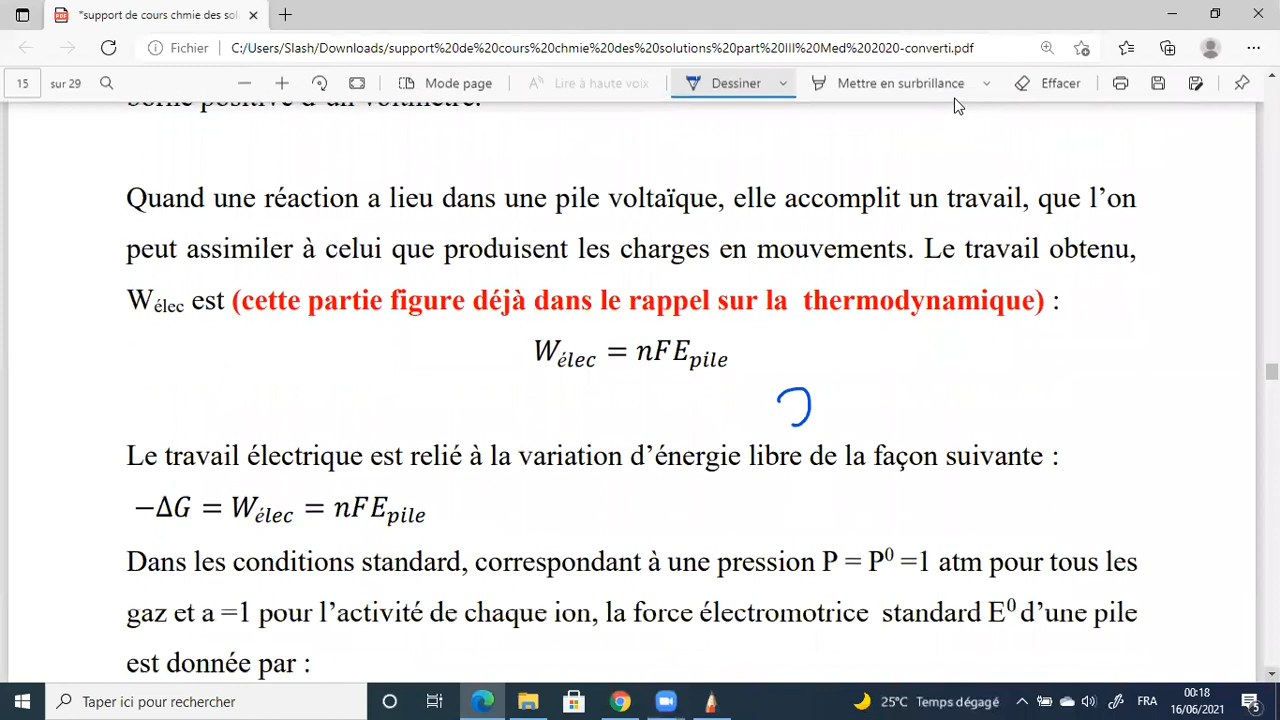 "support de cours chmie des sol
Fichier C:/Users/Slash/Downloads/support%20de%20cours%20chmie%20des%20solutions%20part%20III%20Med%202020-converti.pdf
15 sur 29 Mode page Lire à haute voix Dessiner Mettre en surbrillance Effacer
borne positive d'un voltmètre.
Quand une réaction a lieu dans une pile voltaïque, elle accomplit un travail, que l'on
peut assimiler à celui que produisent les charges en mouvements. Le travail obtenu,
Wélec est (cette partie figure déjà dans le rappel sur la thermodynamique) :
Wélec = nFEpile
Le travail électrique est relié à la variation d'énergie libre de la façon suivante :
−ΔG = Wélec = nFEpile
Dans les conditions standard, correspondant à une pression P = P⁰ =1 atm pour tous les
gaz et a =1 pour l'activité de chaque ion, la force électromotrice standard E⁰ d'une pile
est donnée par :
Taper ici pour rechercher 25°C Temps dégagé FRA 00:18
16/06/2021 5